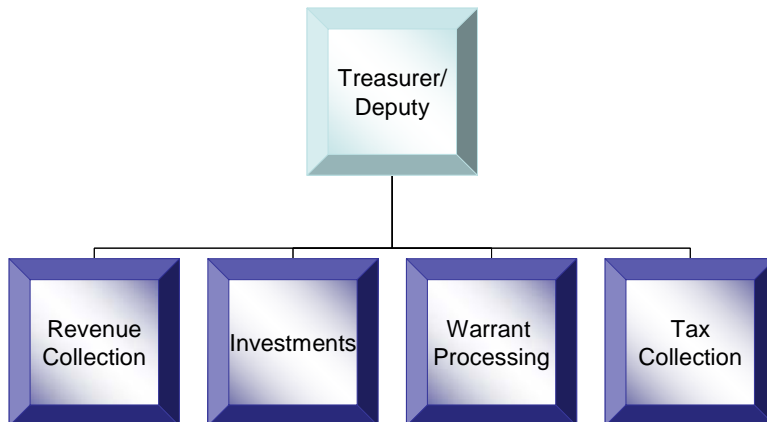 Treasurer/
Deputy
Revenue
Collection
Investments
Warrant
Processing
Tax
Collection